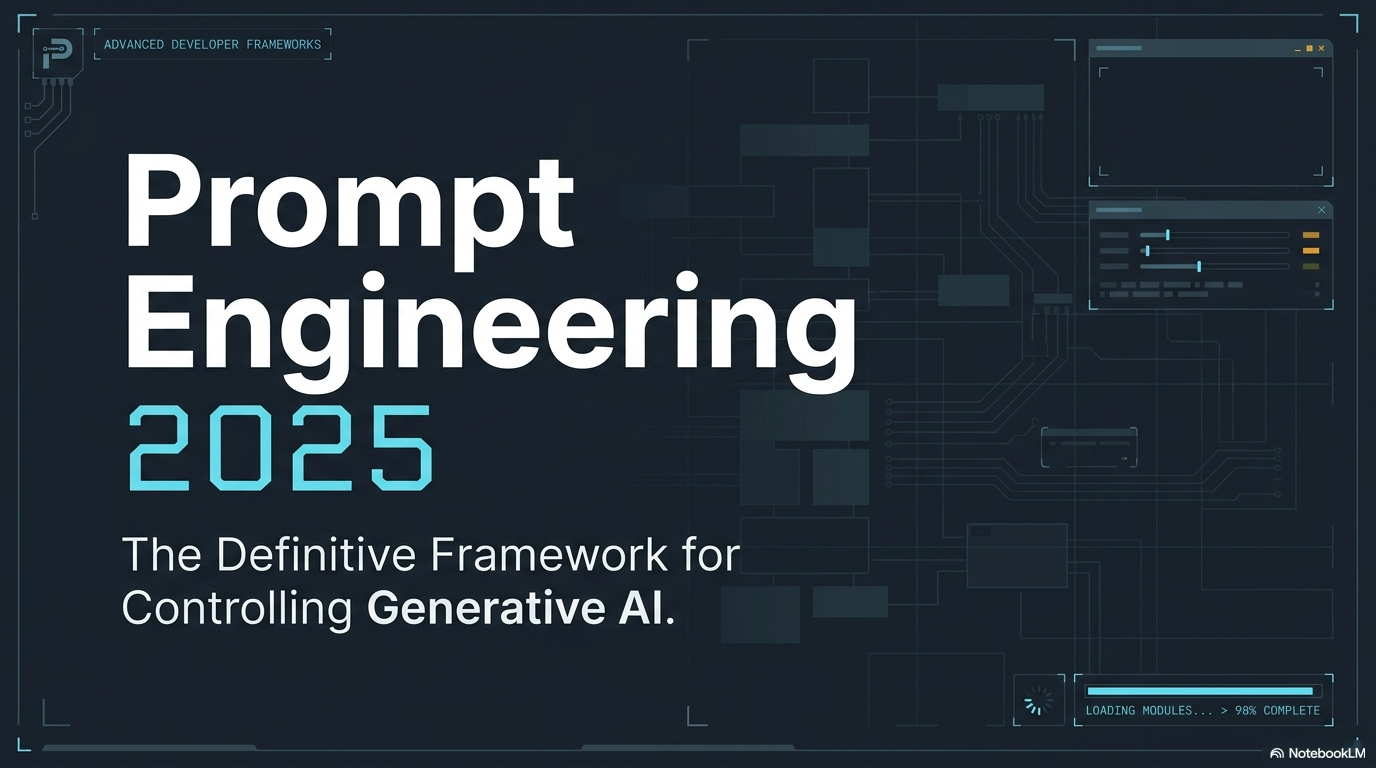 ADVANCED DEVELOPER FRAMEWORKS
Prompt
Engineering
2025
The Definitive Framework for
Controlling Generative AI.
LOADING MODULES... > 98% COMPLETE
NotebookLM